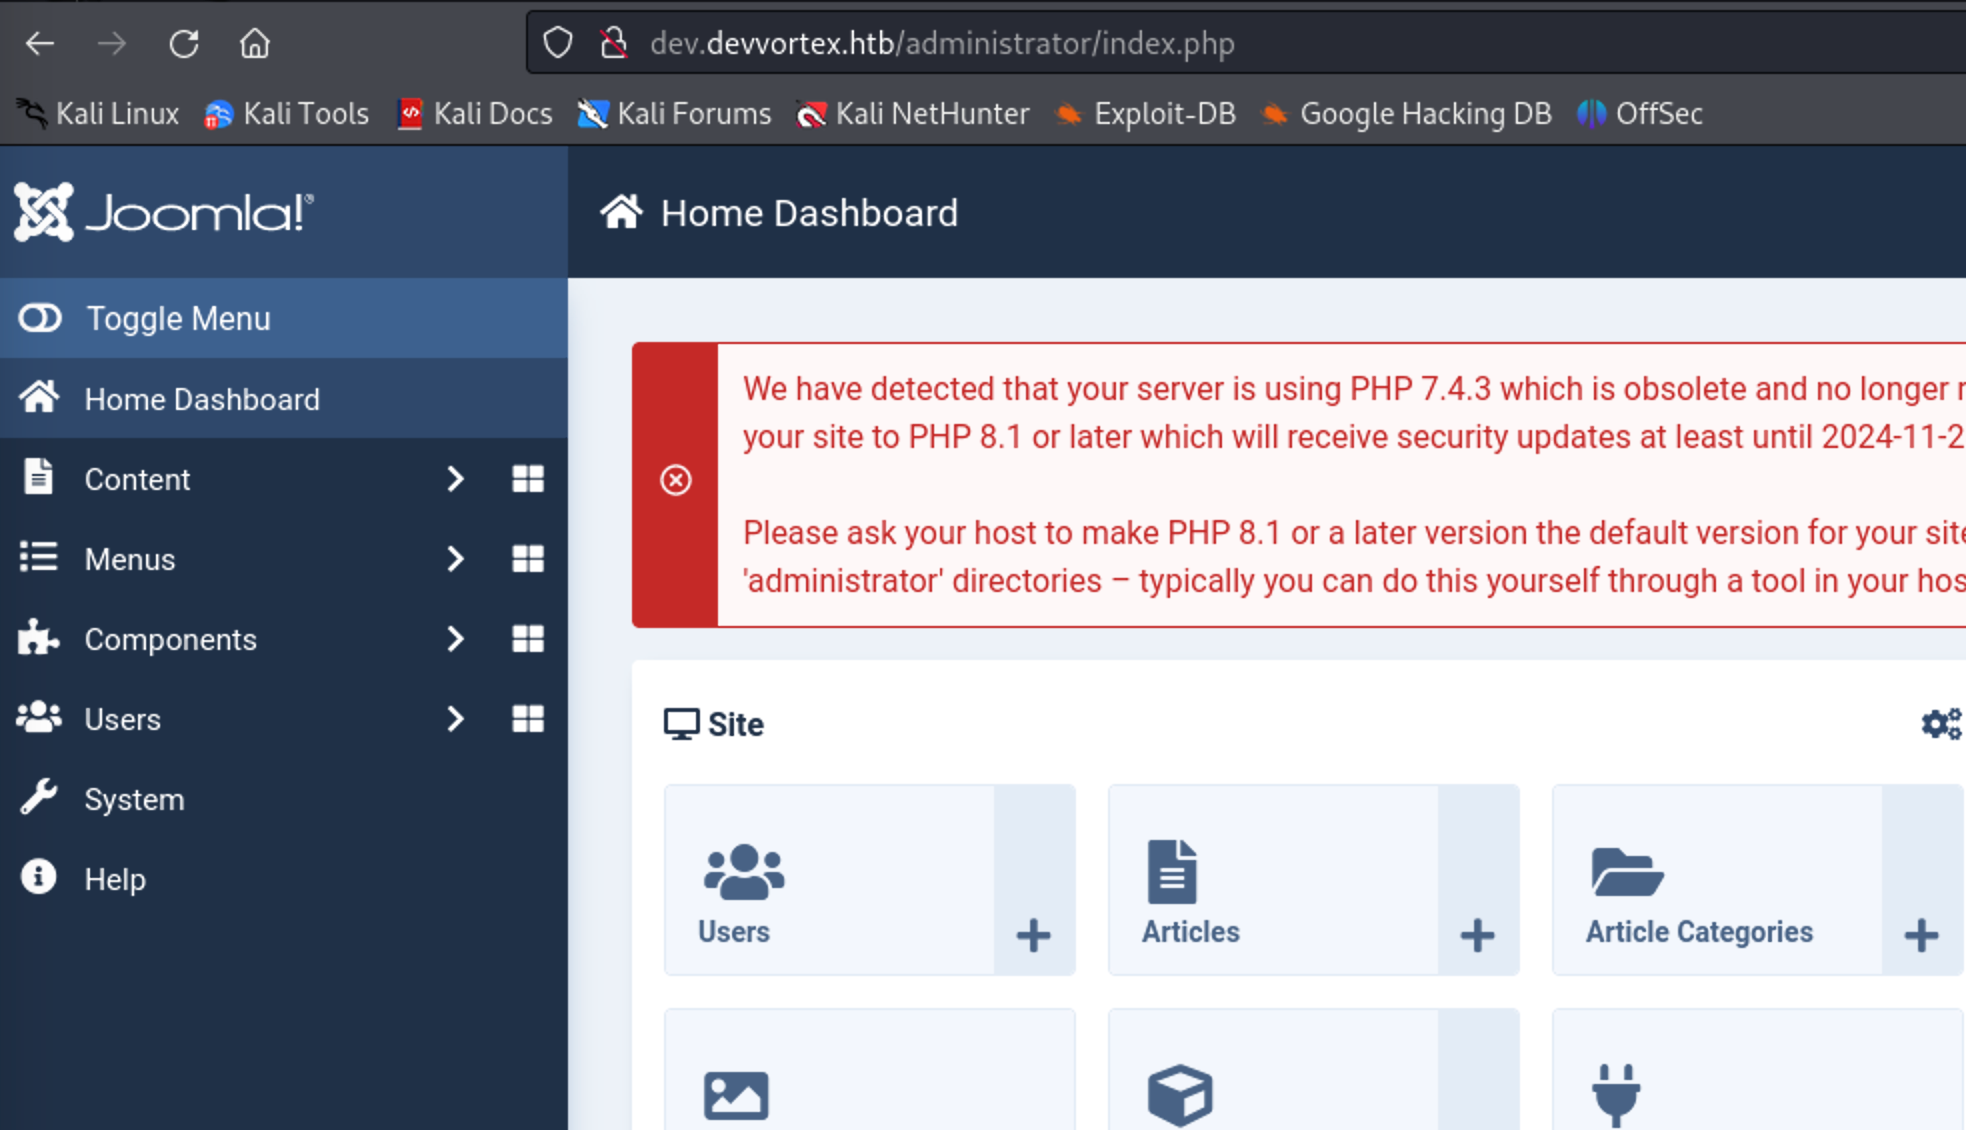 dev.devvortex.htb/administrator/index.php
Kali Linux Kali Tools Kali Docs Kali Forums Kali NetHunter Exploit-DB Google Hacking DB OffSec
Joomla!®
Home Dashboard
Toggle Menu
Home Dashboard
Content
Menus
Components
Users
System
Help
We have detected that your server is using PHP 7.4.3 which is obsolete and no longer
your site to PHP 8.1 or later which will receive security updates at least until 2024-11-2
Please ask your host to make PHP 8.1 or a later version the default version for your site
'administrator' directories – typically you can do this yourself through a tool in your hos
Site
Users
Articles
Article Categories